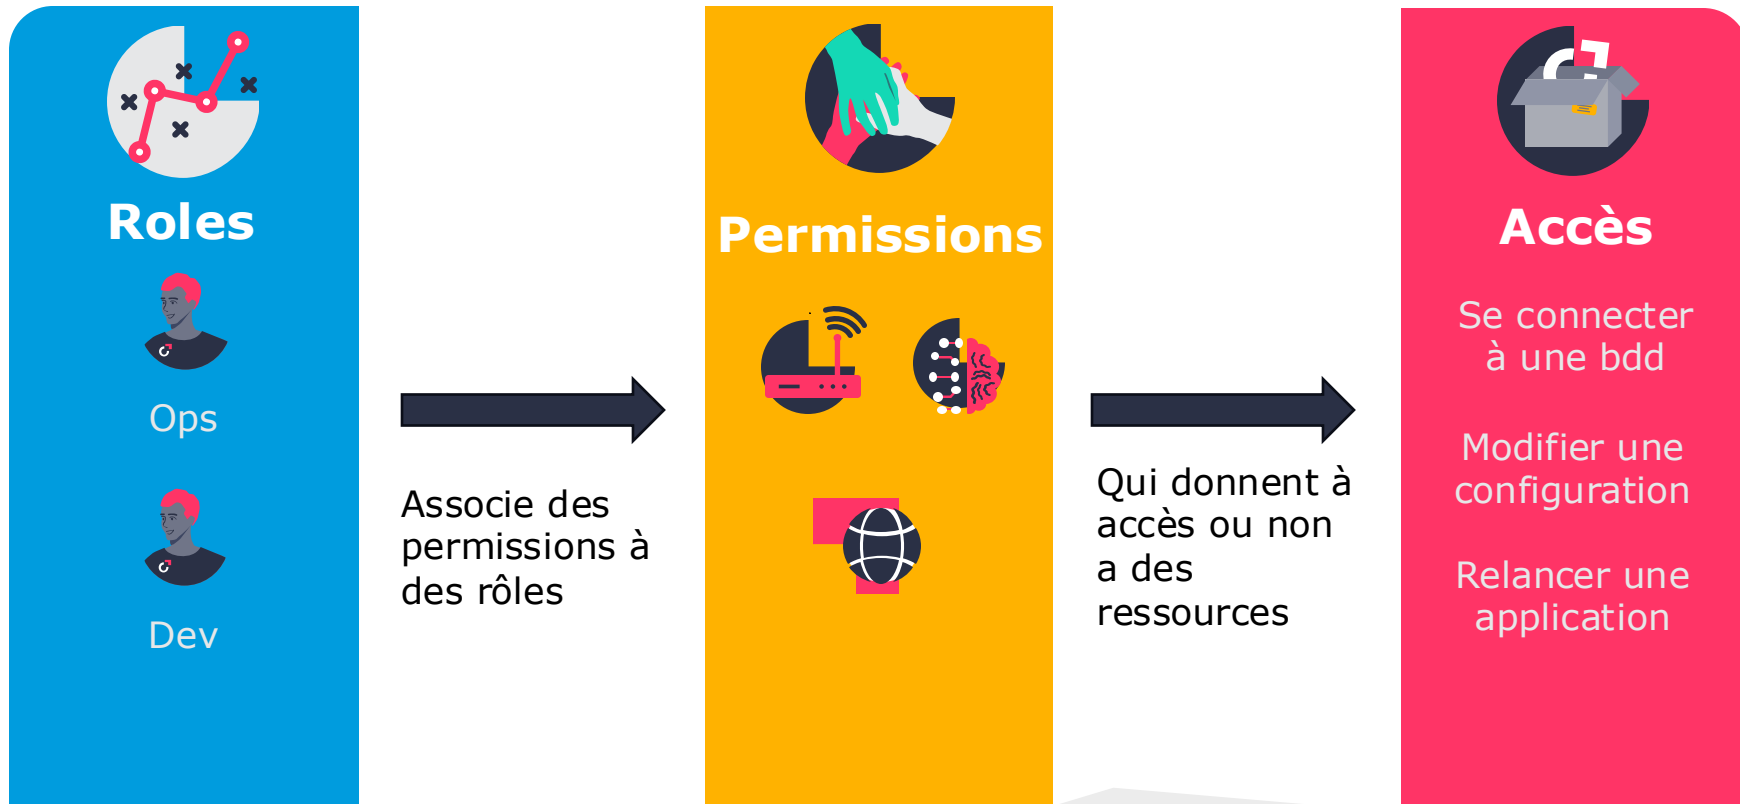 Roles
Ops
Dev
Associe des
permissions à
des rôles
Permissions
Qui donnent à
accès ou non
a des
ressources
Accès
Se connecter
à une bdd
Modifier une
configuration
Relancer une
application